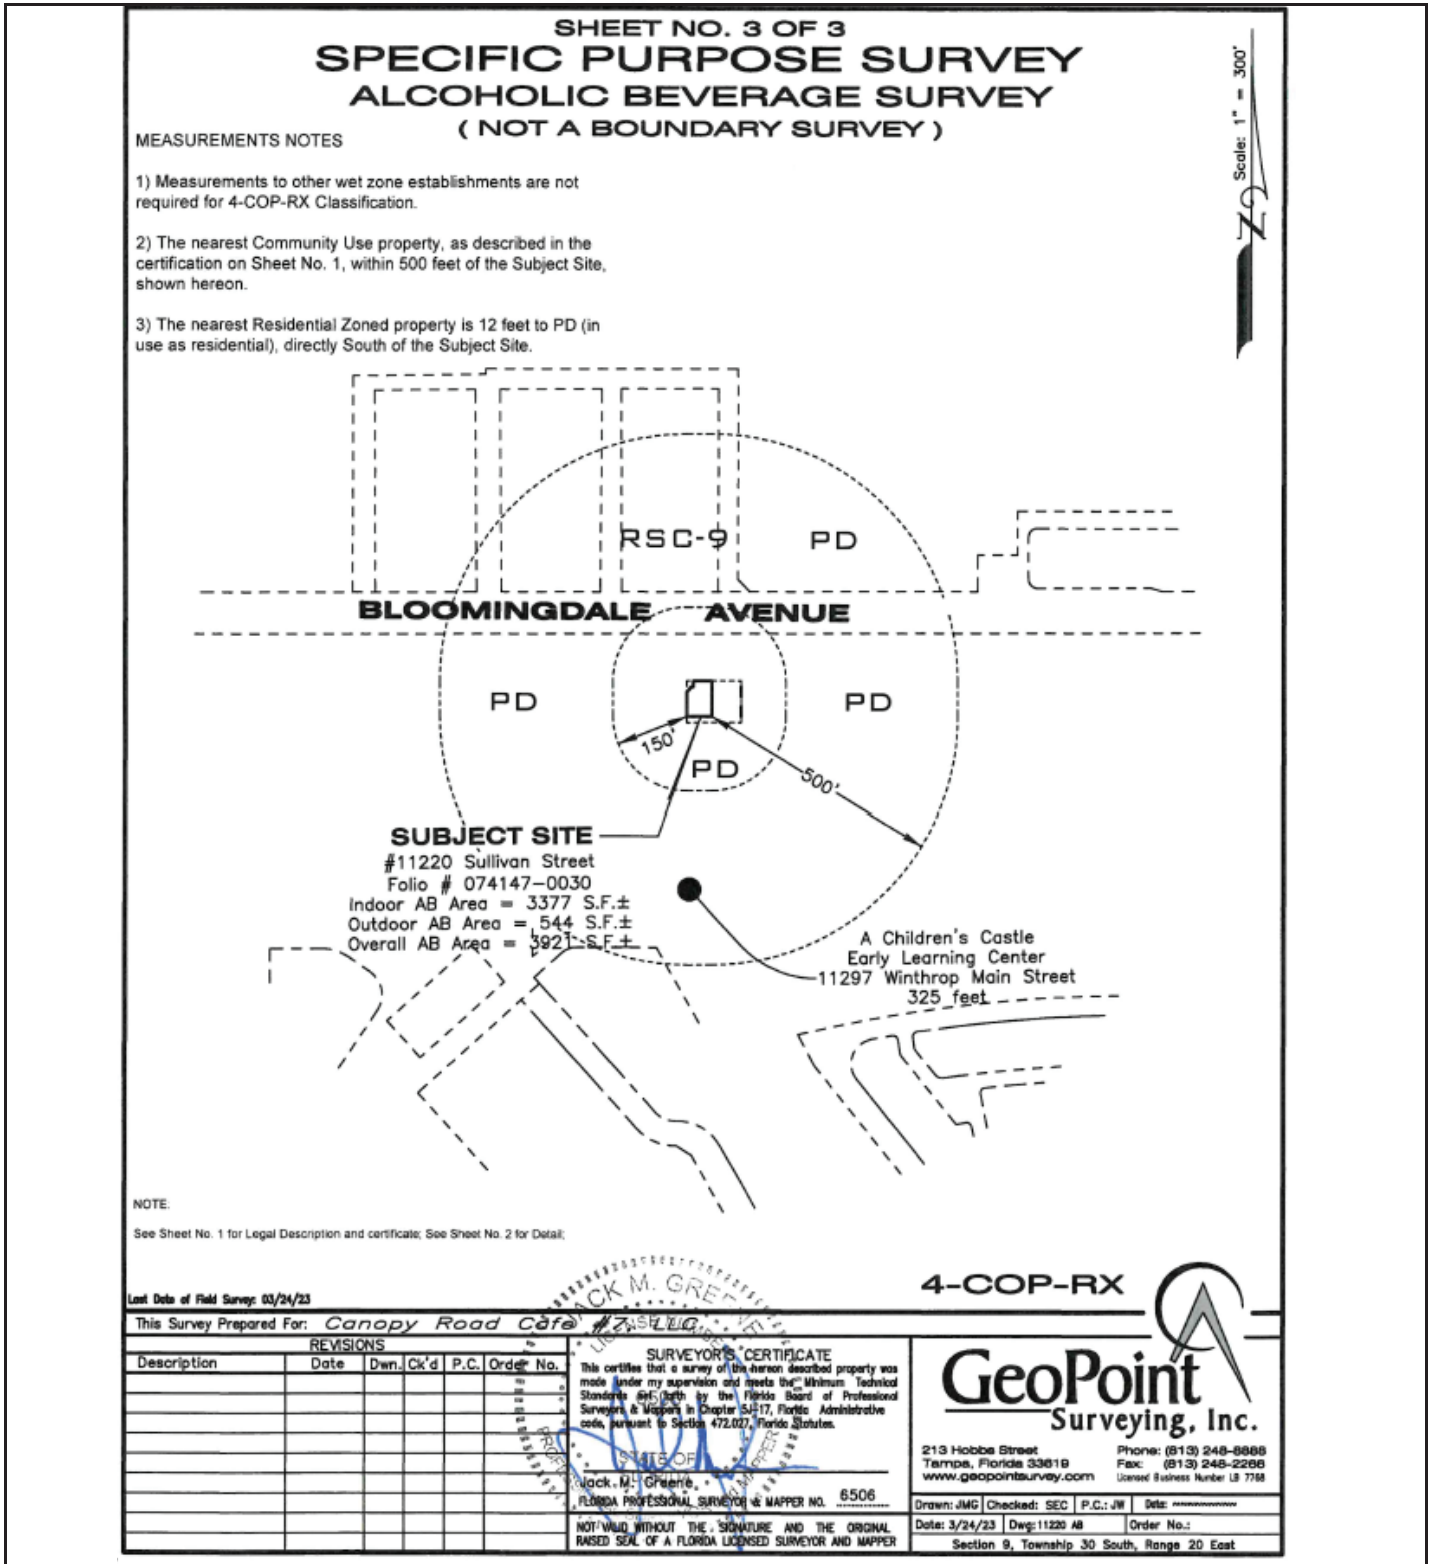 SHEET NO. 3 OF 3
SPECIFIC PURPOSE SURVEY
ALCOHOLIC BEVERAGE SURVEY
( NOT A BOUNDARY SURVEY )
Scale: 1" = 300'
MEASUREMENTS NOTES
1) Measurements to other wet zone establishments are not
required for 4-COP-RX Classification.
2) The nearest Community Use property, as described in the
certification on Sheet No. 1, within 500 feet of the Subject Site,
shown hereon.
3) The nearest Residential Zoned property is 12 feet to PD (in
use as residential), directly South of the Subject Site.
RSC-9
PD
BLOOMINGDALE AVENUE
PD
PD
150'
PD
500'
SUBJECT SITE
#11220 Sullivan Street
Folio # 074147-0030
Indoor AB Area = 3377 S.F.±
Outdoor AB Area = 544 S.F.±
Overall AB Area = 3921 S.F.±
A Children's Castle
Early Learning Center
11297 Winthrop Main Street
325 feet
NOTE:
See Sheet No. 1 for Legal Description and certificate; See Sheet No. 2 for Detail;
4-COP-RX
Last Date of Field Survey: 03/24/23
This Survey Prepared For: Canopy Road Cafe #7, LLC
REVISIONS
Description Date Dwn. Ck'd P.C. Order No.
JACK M. GREENE
LICENSE NUMBER
STATE OF
FLORIDA
SURVEYOR'S CERTIFICATE
This certifies that a survey of the hereon described property was
made under my supervision and meets the Minimum Technical
Standards set forth by the Florida Board of Professional
Surveyors & Mappers in Chapter 5J-17, Florida Administrative
code, pursuant to Section 472.027, Florida Statutes.
Jack M. Greene
FLORIDA PROFESSIONAL SURVEYOR & MAPPER NO. 6506
NOT VALID WITHOUT THE SIGNATURE AND THE ORIGINAL
RAISED SEAL OF A FLORIDA LICENSED SURVEYOR AND MAPPER
GeoPoint
Surveying, Inc.
213 Hobbs Street
Tampa, Florida 33619
www.geopointsurvey.com
Phone: (813) 248-8888
Fax: (813) 248-2266
Licensed Business Number LB 7768
Drawn: JMG Checked: SEC P.C.: JW Data:
Date: 3/24/23 Dwg: 11220 AB Order No.:
Section 9, Township 30 South, Range 20 East